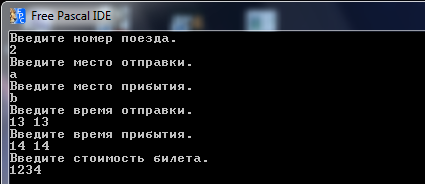 Free Pascal IDE
Введите номер поезда.
2
Введите место отправки.
a
Введите место прибытия.
b
Введите время отправки.
13 13
Введите время прибытия.
14 14
Введите стоимость билета.
1234